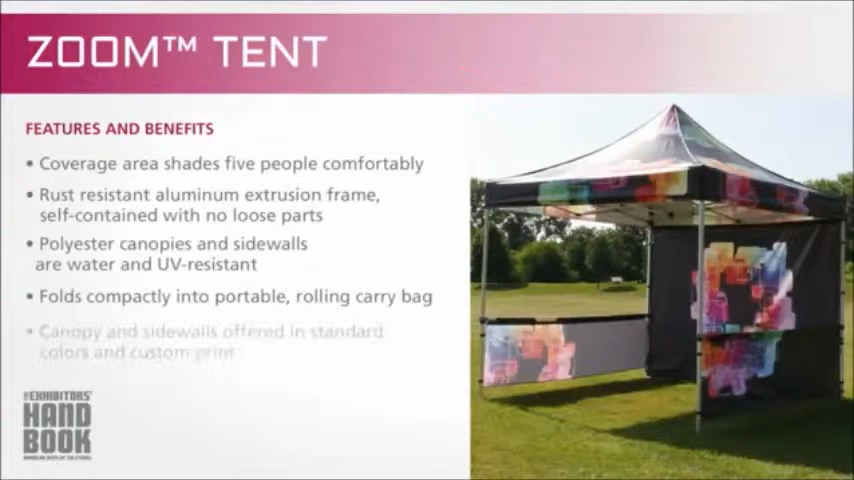 ZOOM™ TENT
FEATURES AND BENEFITS
• Coverage area shades five people comfortably
• Rust resistant aluminum extrusion frame,
self-contained with no loose parts
• Polyester canopies and sidewalls
are water and UV-resistant
• Folds compactly into portable, rolling carry bag
• Canopy and sidewalls offered in standard
colors and custom print
EXHIBITORS'
HAND
BOOK